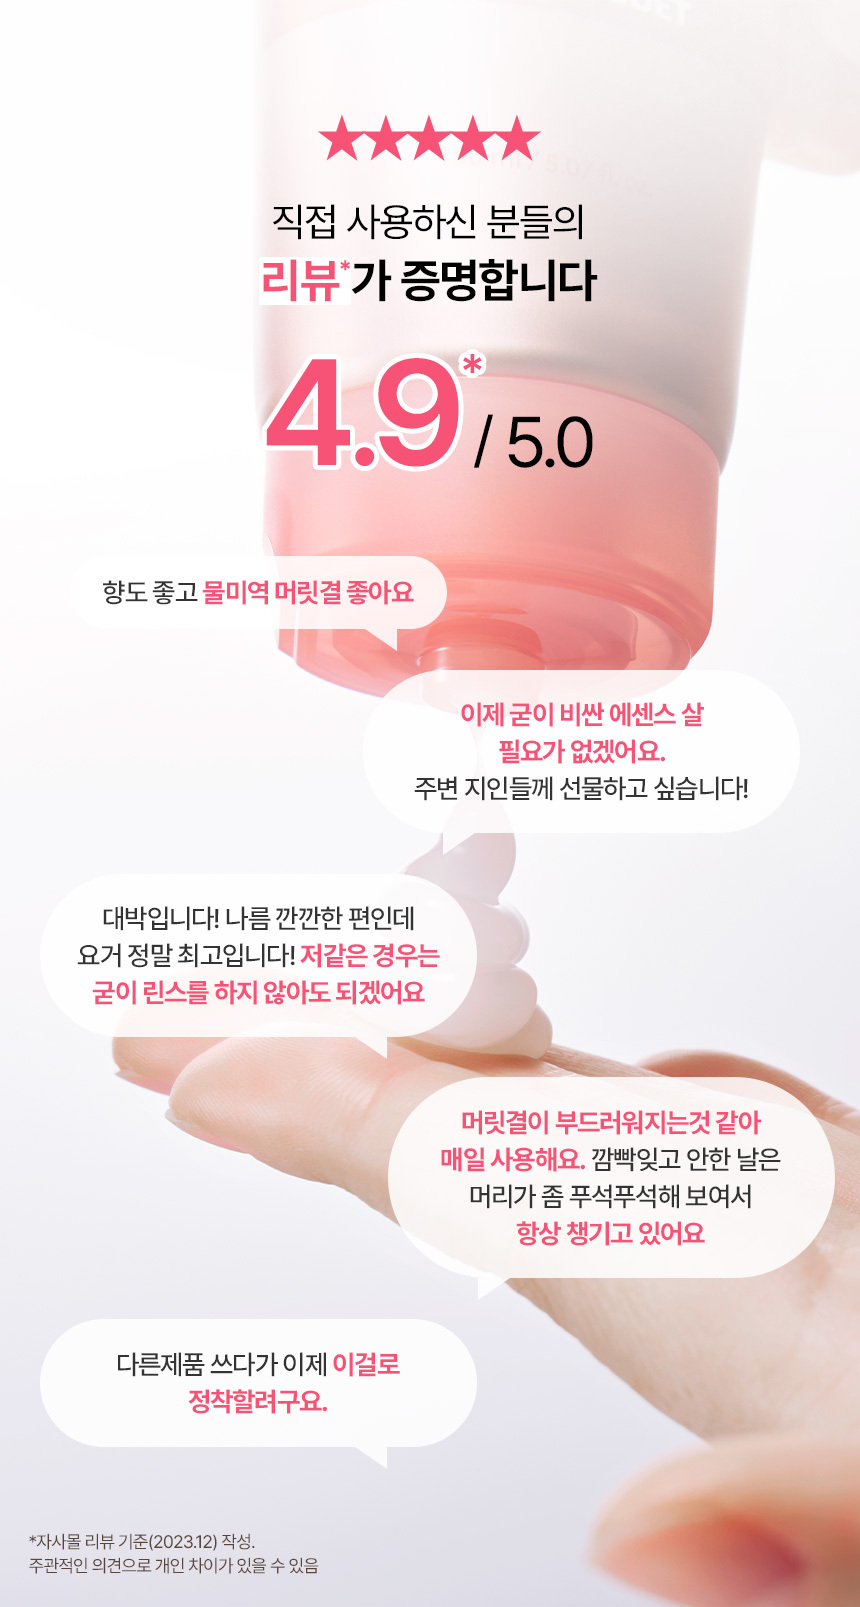 직접 사용하신 분들의
리뷰*가 증명합니다
4.9* / 5.0
향도 좋고 물미역 머릿결 좋아요
이제 굳이 비싼 에센스 살
필요가 없겠어요.
주변 지인들께 선물하고 싶습니다!
대박입니다! 나름 깐깐한 편인데
요거 정말 최고입니다! 저같은 경우는
굳이 린스를 하지 않아도 되겠어요
머릿결이 부드러워지는것 같아
매일 사용해요. 깜빡잊고 안한 날은
머리가 좀 푸석푸석해 보여서
항상 챙기고 있어요
다른제품 쓰다가 이제 이걸로
정착할려구요.
*자사몰 리뷰 기준(2023.12) 작성.
주관적인 의견으로 개인 차이가 있을 수 있음